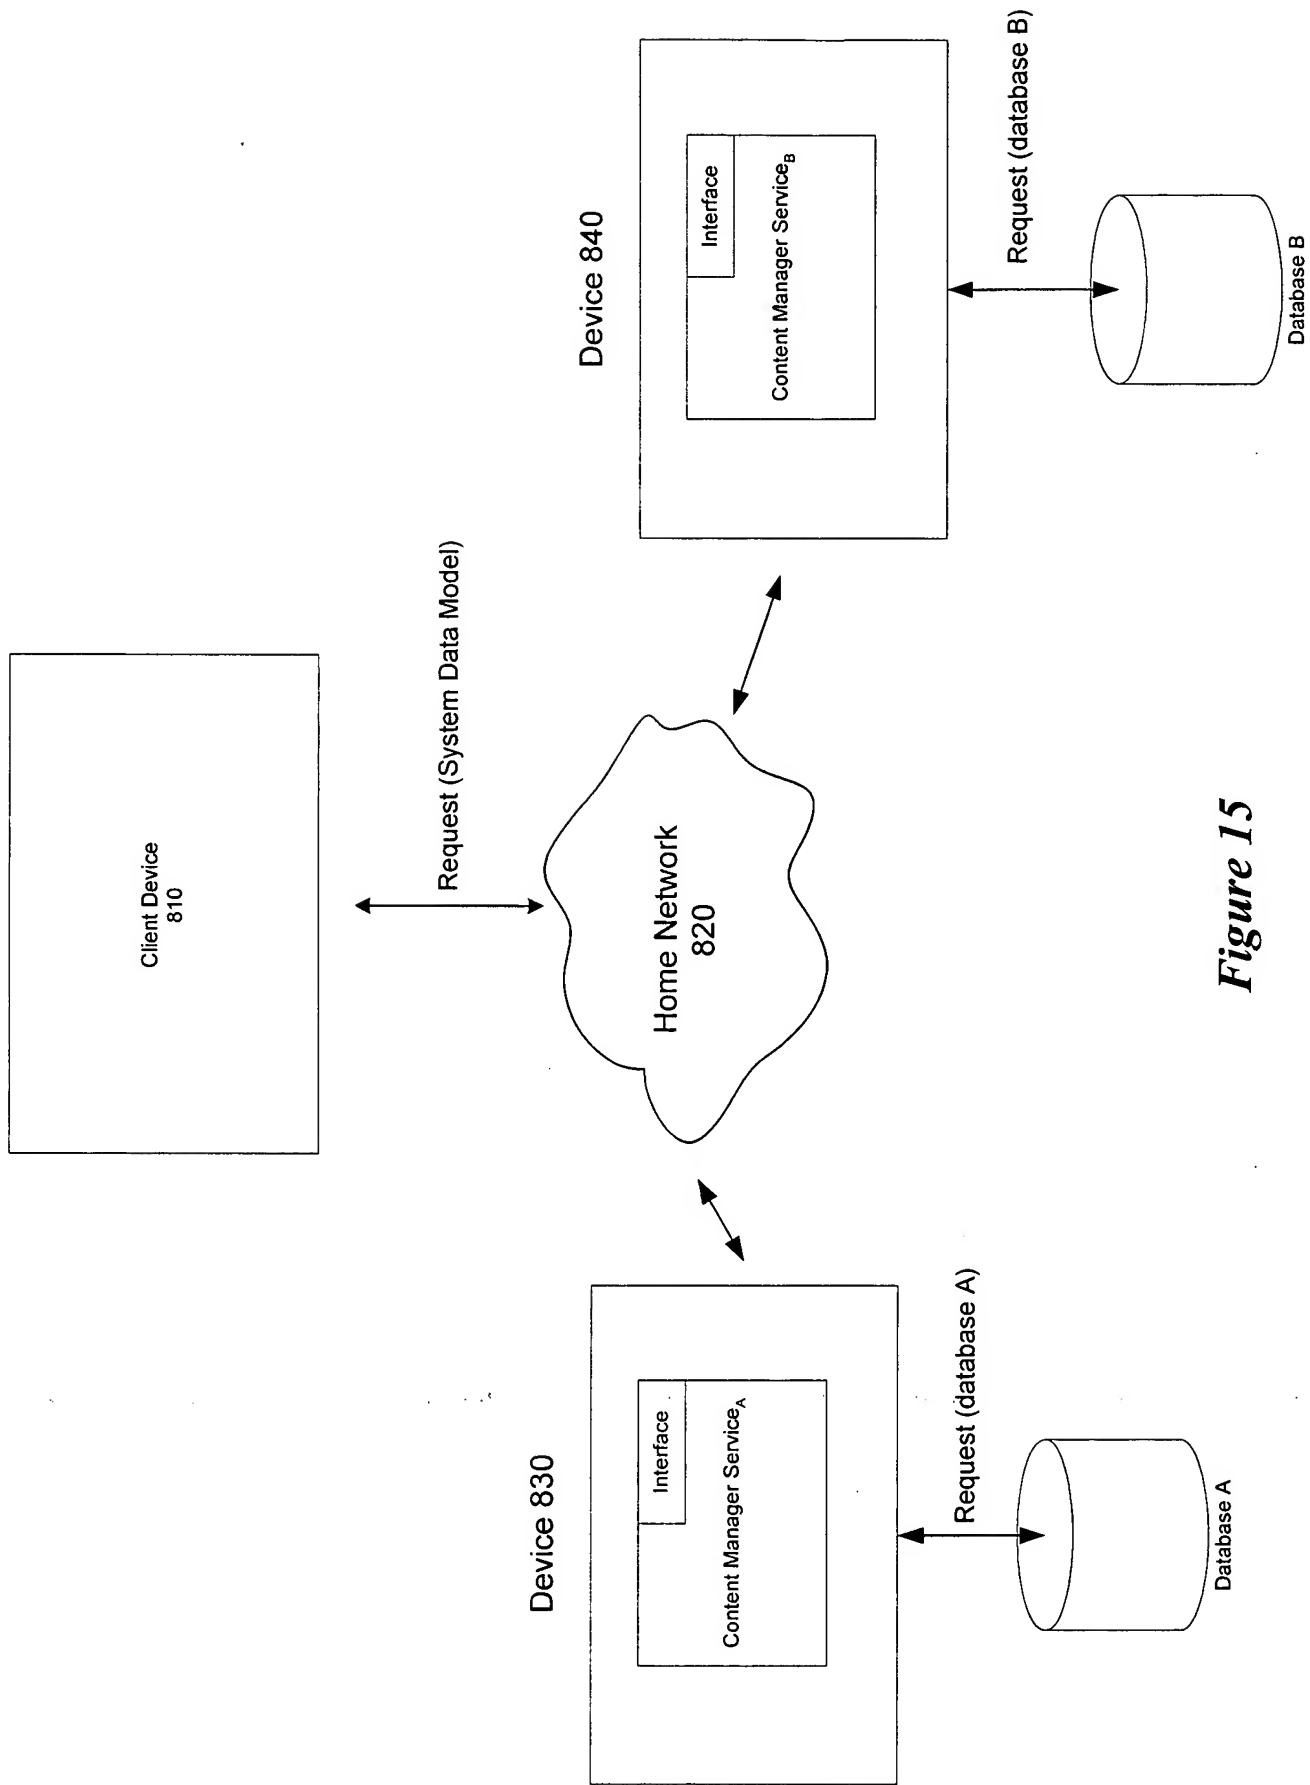 Client Device
810
Request (System Data Model)
Home Network
820
Device 830
Interface
Content Manager ServiceA
Request (database A)
Database A
Device 840
Interface
Content Manager ServiceB
Request (database B)
Database B
Figure 15